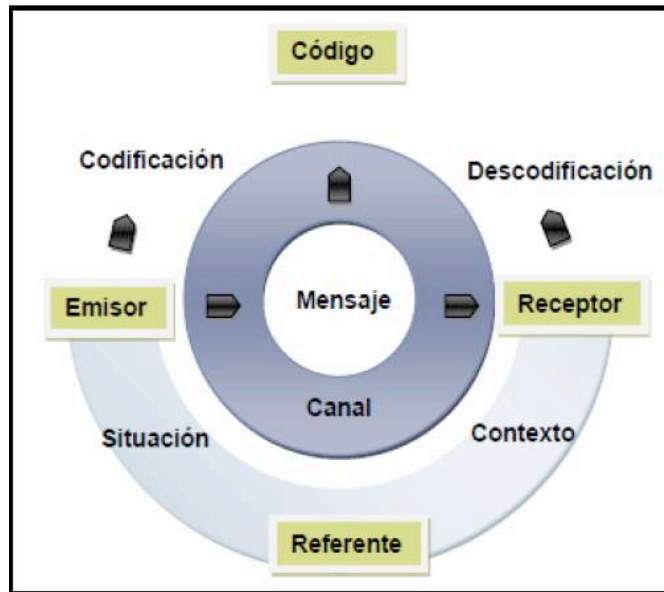 Código
Codificación
Descodificación
Emisor
Mensaje
Receptor
Canal
Situación
Contexto
Referente